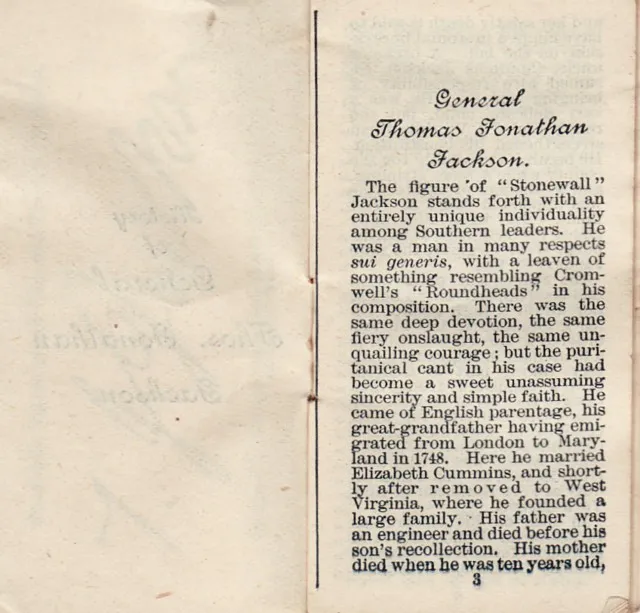 General
Thomas Jonathan
Jackson.
The figure of "Stonewall"
Jackson stands forth with an
entirely unique individuality
among Southern leaders. He
was a man in many respects
sui generis, with a leaven of
something resembling Crom-
well's "Roundheads" in his
composition. There was the
same deep devotion, the same
fiery onslaught, the same un-
quailing courage; but the puri-
tanical cant in his case had
become a sweet unassuming
sincerity and simple faith. He
came of English parentage, his
great-grandfather having emi-
grated from London to Mary-
land in 1748. Here he married
Elizabeth Cummins, and short-
ly after removed to West
Virginia, where he founded a
large family. His father was
an engineer and died before his
son's recollection. His mother
died when he was ten years old,
3